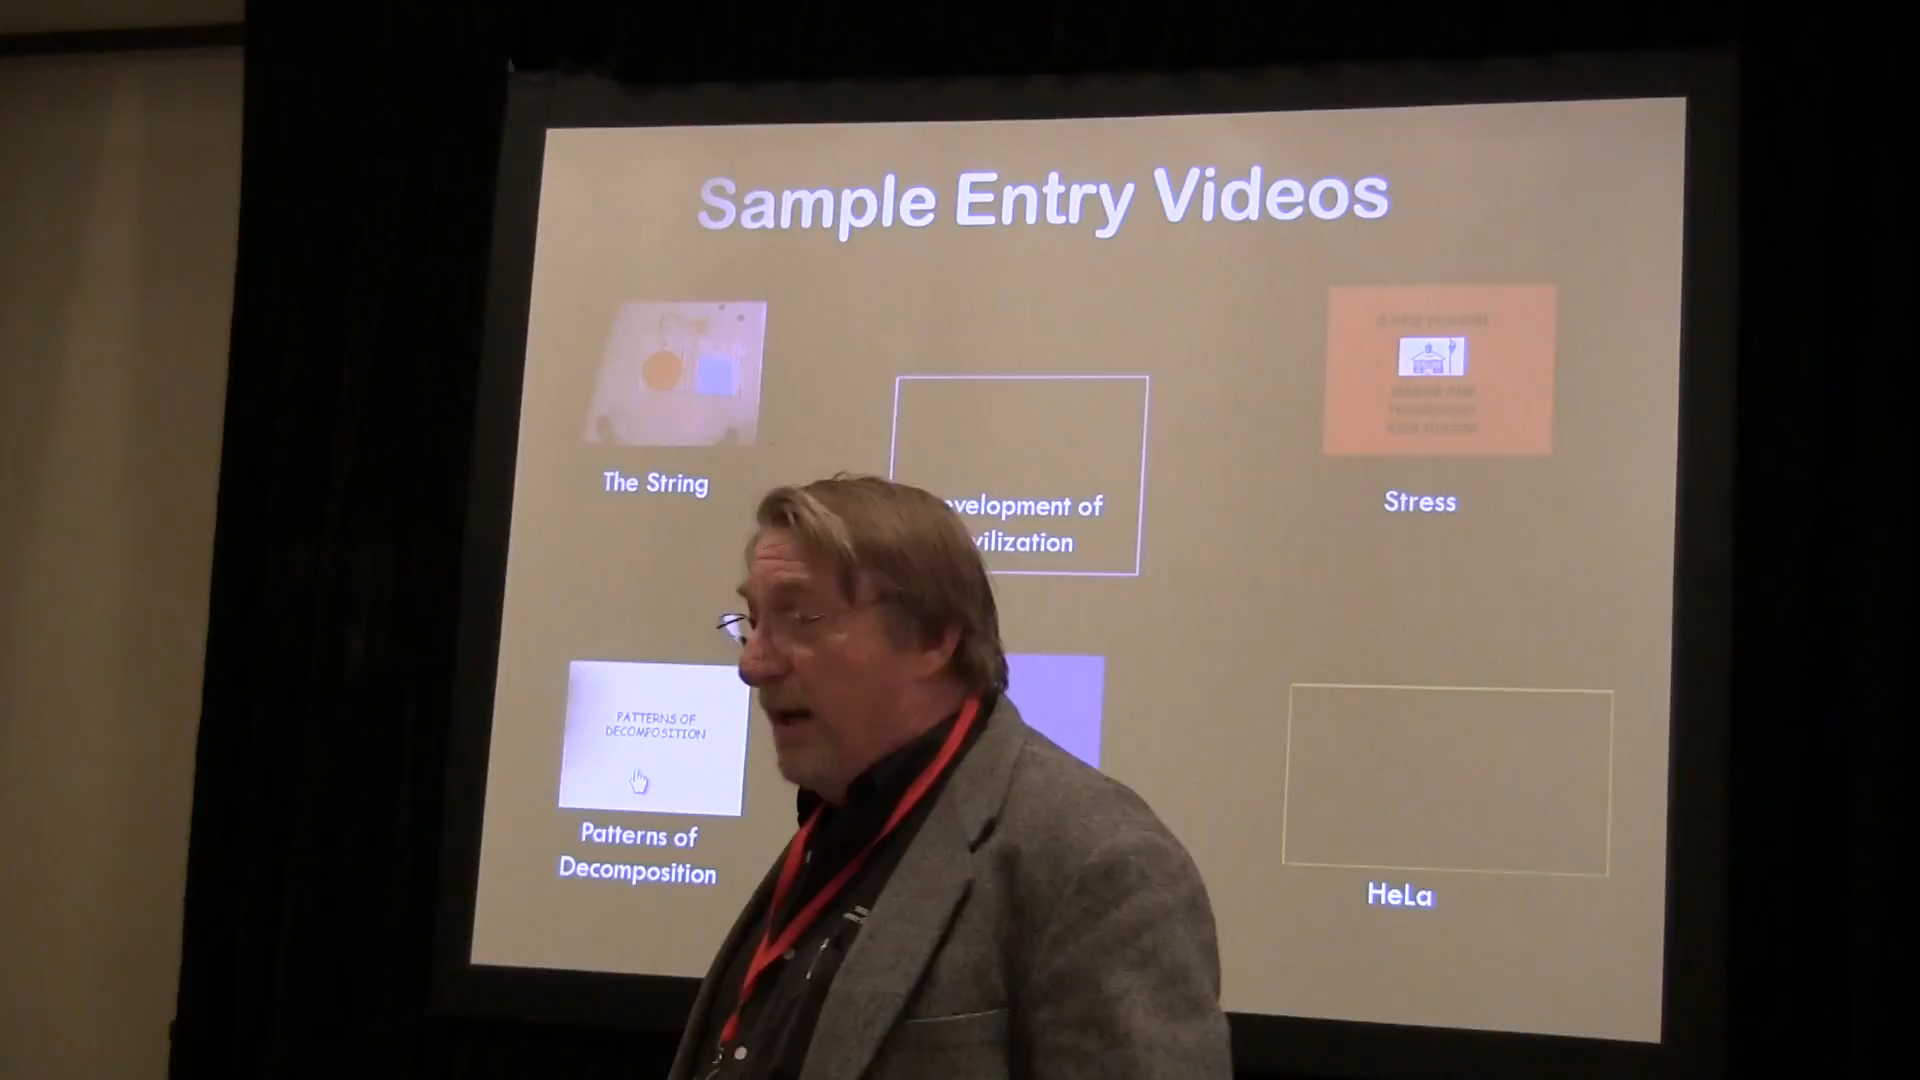 Sample Entry Videos
The String
velopment of
vilization
Stress
PATTERNS OF
DECOMPOSITION
Patterns of
Decomposition
HeLa